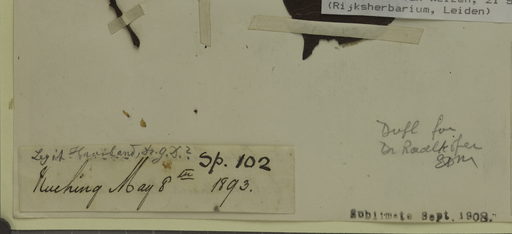 (Rijksherbarium, Leiden)
Dupl for
Dr Radlkofer
Legit Haviland,
Sp. 102
Kuching May 8th 1893.
Sublimate Sept. 1908.